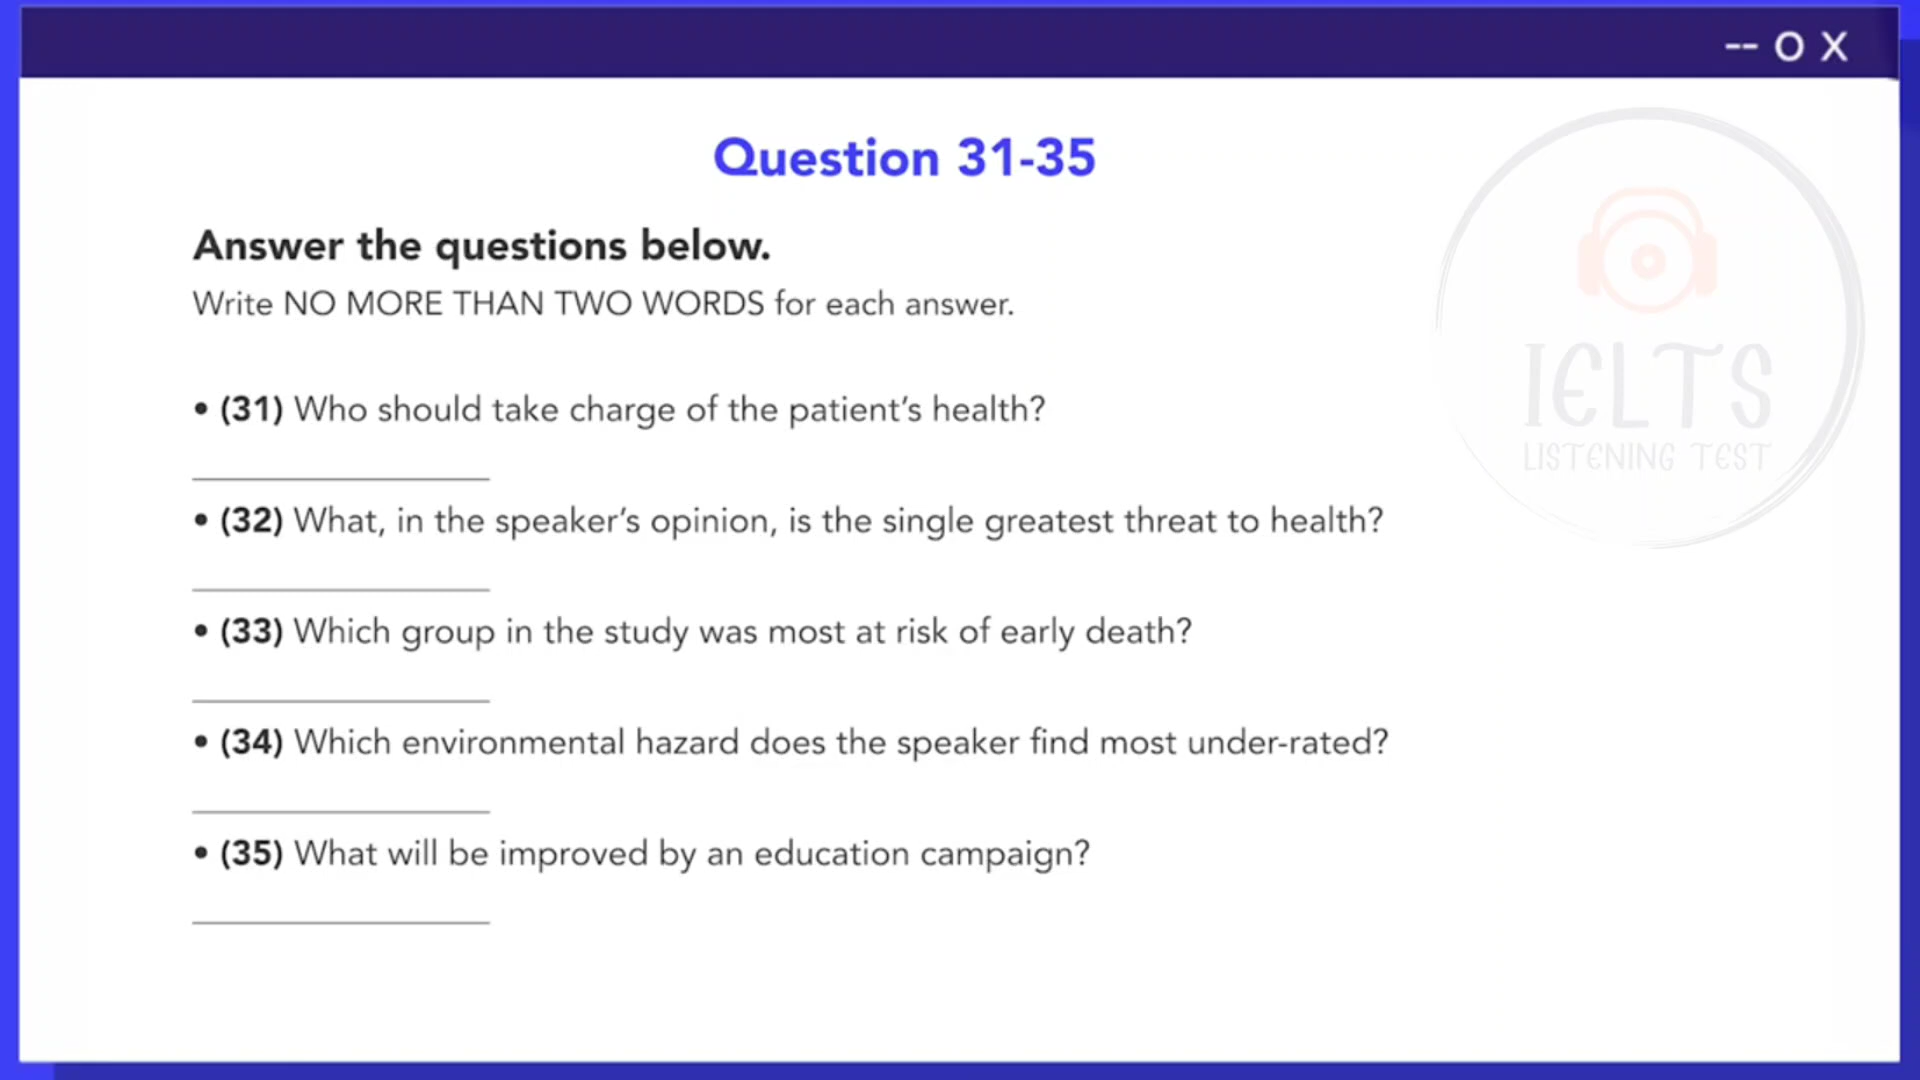 -- O X
Question 31-35
Answer the questions below.
Write NO MORE THAN TWO WORDS for each answer.
• (31) Who should take charge of the patient’s health?
• (32) What, in the speaker’s opinion, is the single greatest threat to health?
• (33) Which group in the study was most at risk of early death?
• (34) Which environmental hazard does the speaker find most under-rated?
• (35) What will be improved by an education campaign?
IELTS
LISTENING TEST